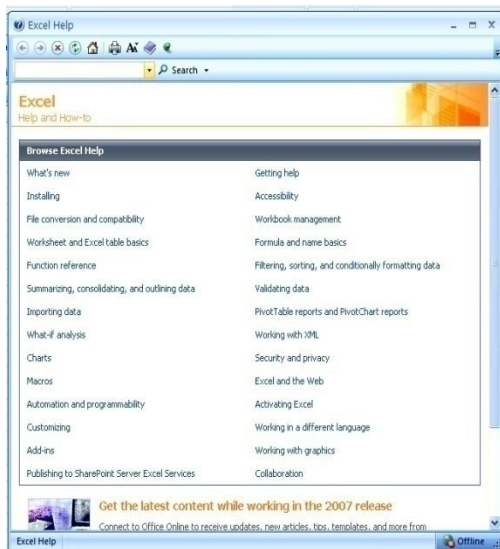 Excel Help
Search
Excel
Help and How-to
Browse Excel Help
What's new
Getting help
Installing
Accessibility
File conversion and compatibility
Workbook management
Worksheet and Excel table basics
Formula and name basics
Function reference
Filtering, sorting, and conditionally formatting data
Summarizing, consolidating, and outlining data
Validating data
Importing data
PivotTable reports and PivotChart reports
What-if analysis
Working with XML
Charts
Security and privacy
Macros
Excel and the Web
Automation and programmability
Activating Excel
Customizing
Working in a different language
Add-ins
Working with graphics
Publishing to SharePoint Server Excel Services
Collaboration
Get the latest content while working in the 2007 release
Connect to Office Online to receive updates, new articles, tips, templates, and more from
Excel Help
Offline